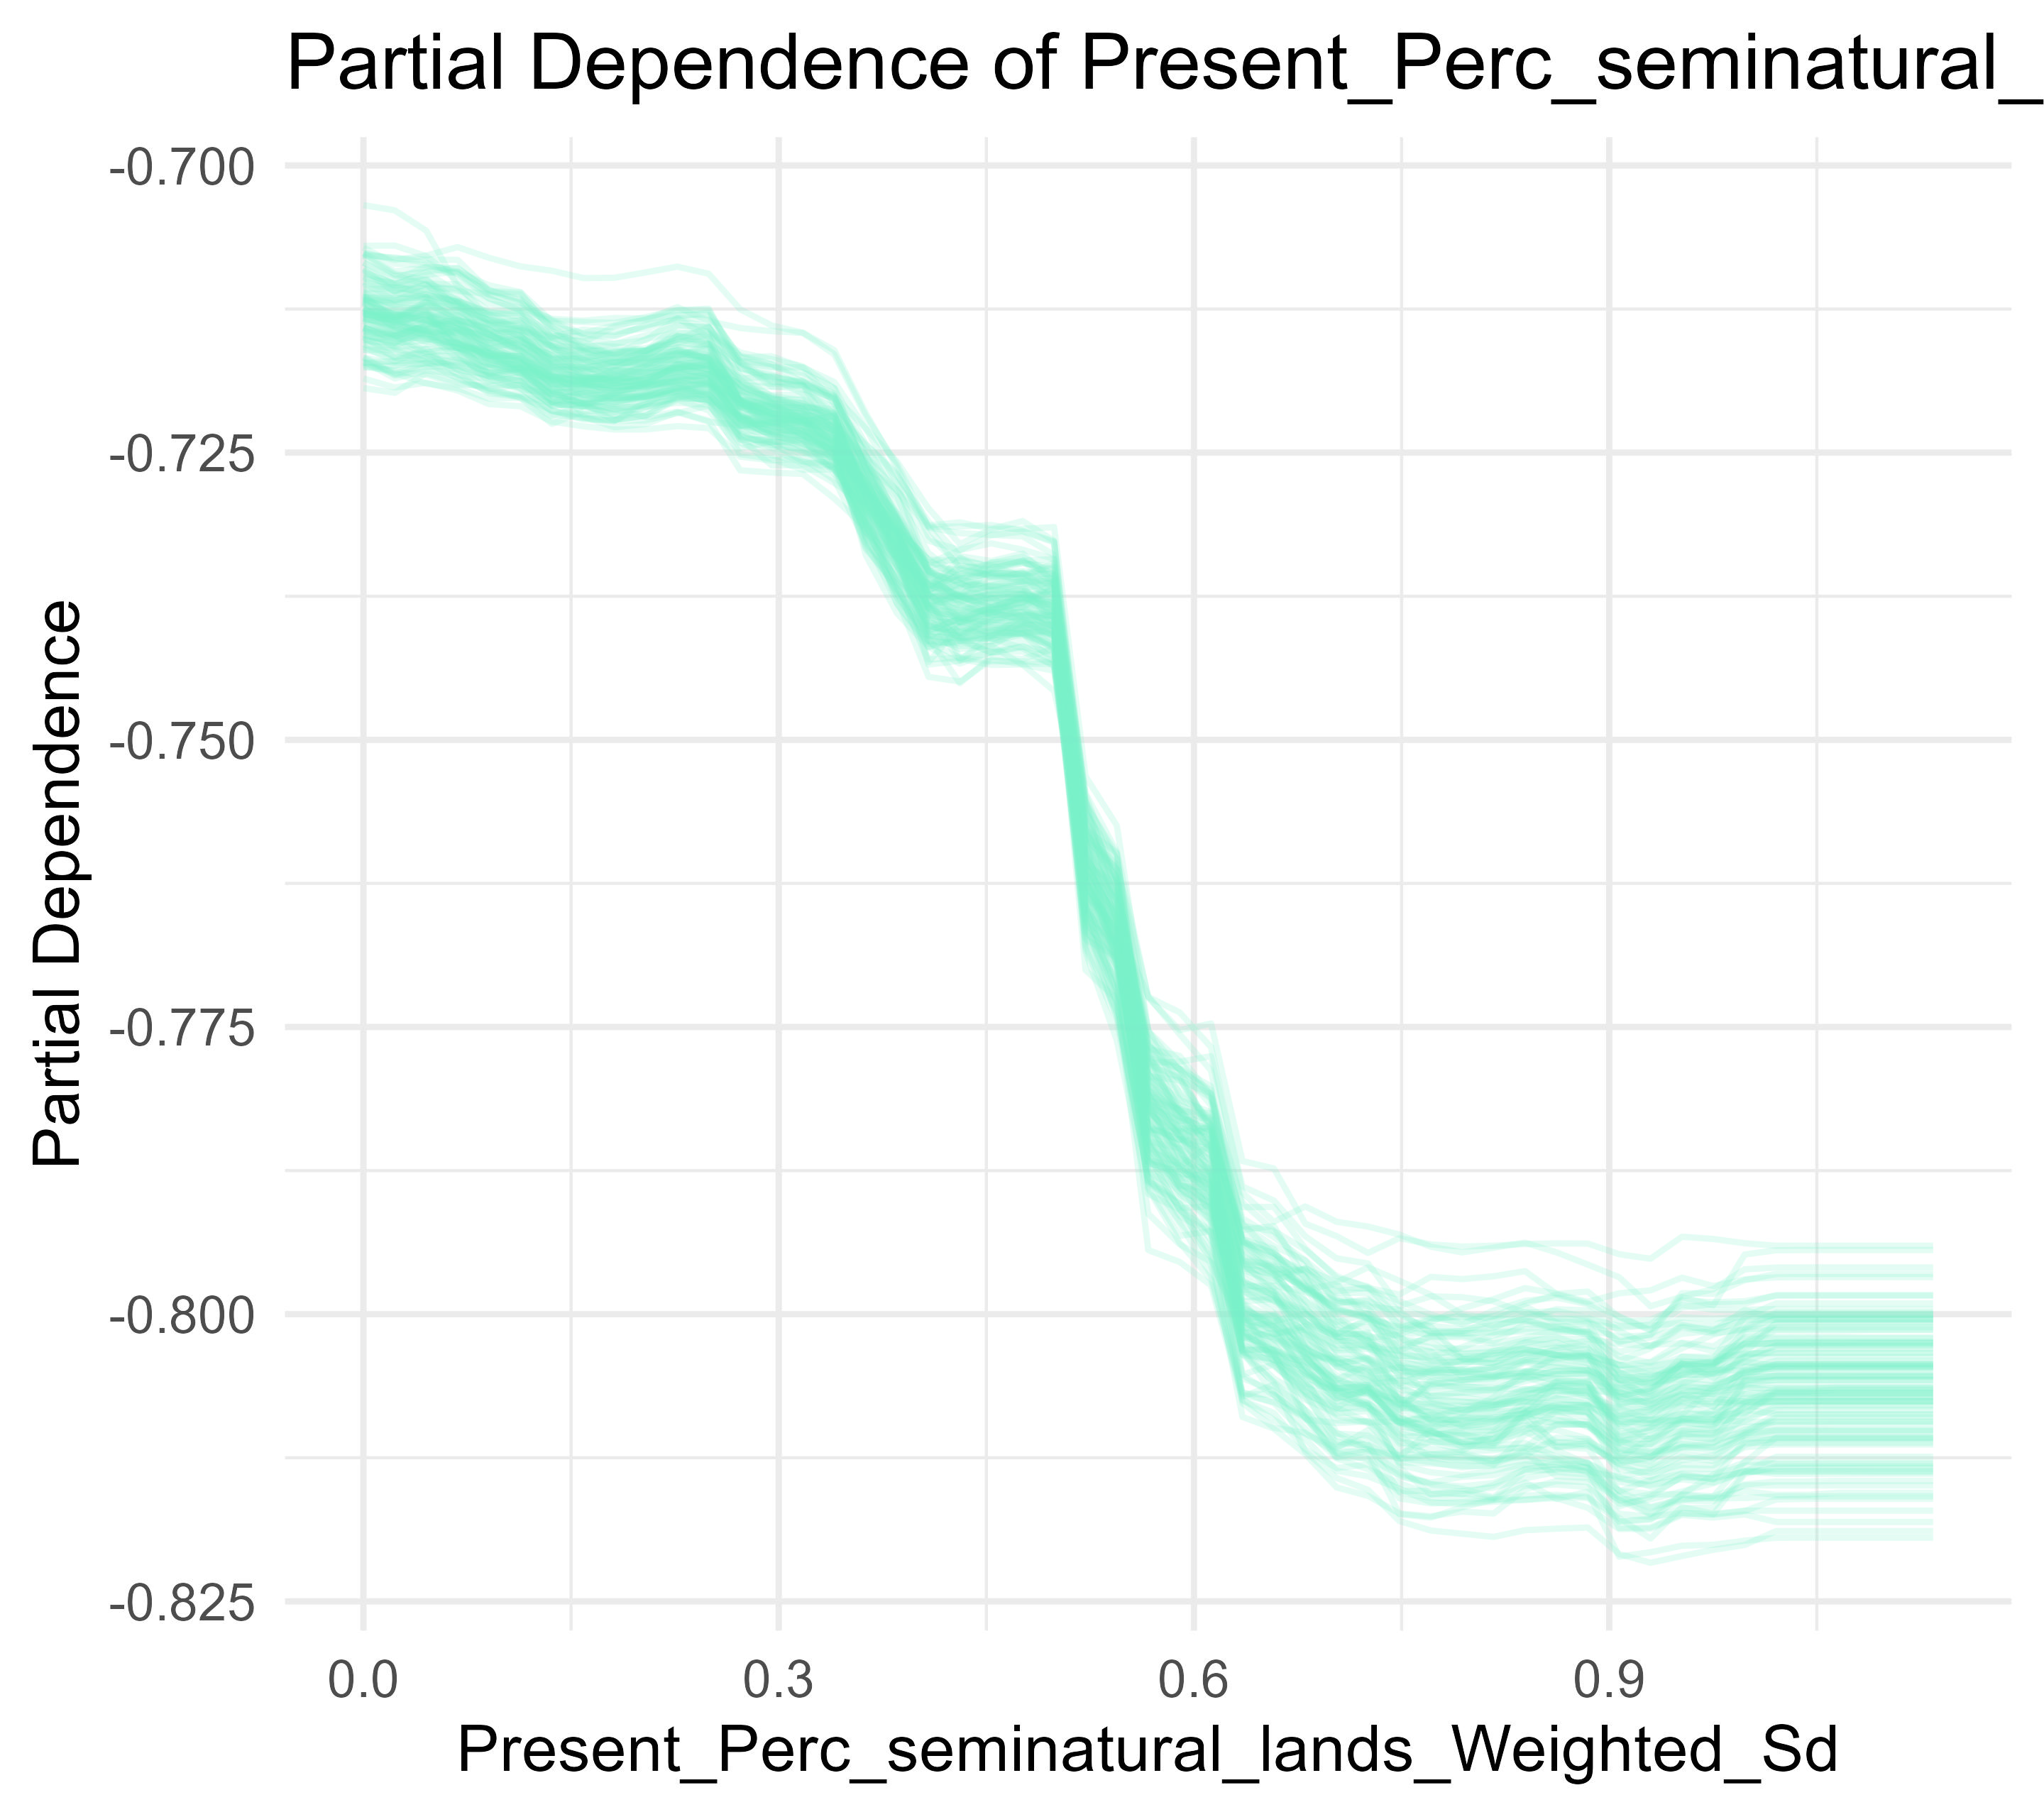 Partial Dependence of Present_Perc_seminatural_
-0.700
-0.725
-0.750
-0.775
-0.800
-0.825
Partial Dependence
0.0 0.3 0.6 0.9
Present_Perc_seminatural_lands_Weighted_Sd